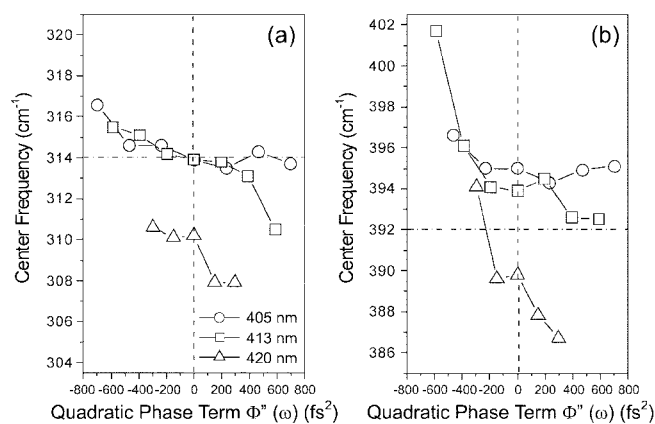 (a)
Center Frequency (cm-1)
320
318
316
314
312
310
308
306
304
405 nm
413 nm
420 nm
-800 -600 -400 -200 0 200 400 600 800
Quadratic Phase Term Φ" (ω) (fs2)
(b)
Center Frequency (cm-1)
402
400
398
396
394
392
390
388
386
-800 -600 -400 -200 0 200 400 600 800
Quadratic Phase Term Φ" (ω) (fs2)